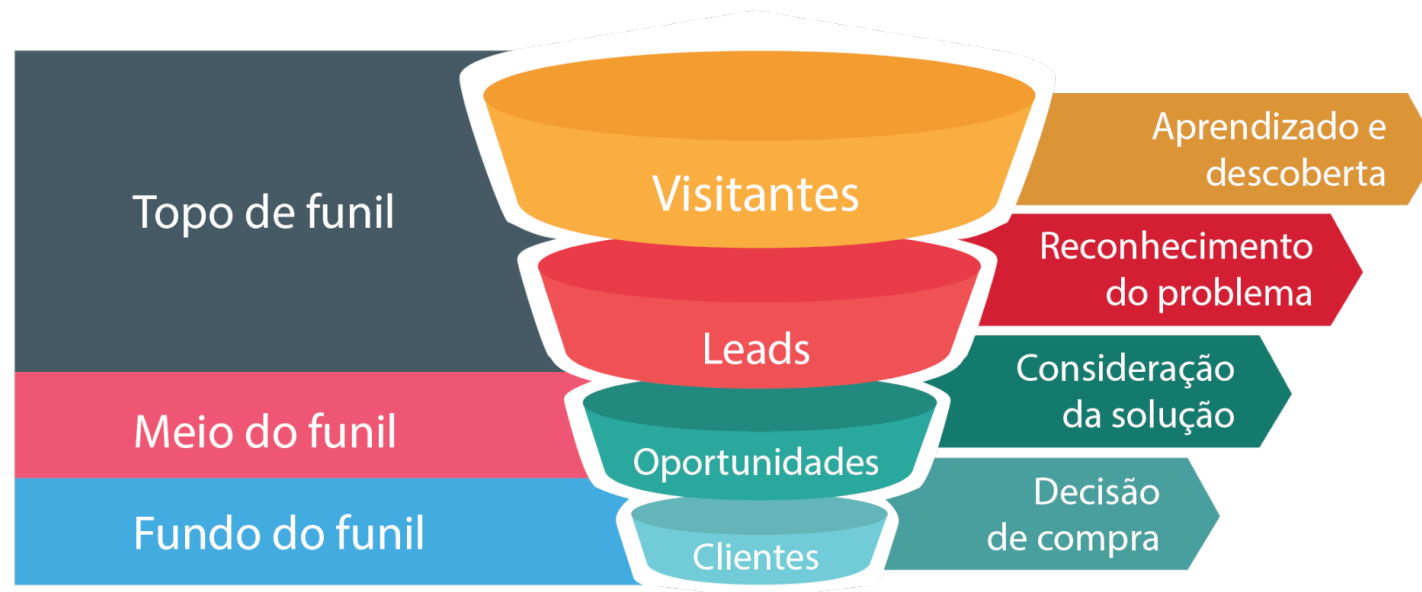 Topo de funil
Meio do funil
Fundo do funil
Visitantes
Leads
Oportunidades
Clientes
Aprendizado e
descoberta
Reconhecimento
do problema
Consideração
da solução
Decisão
de compra